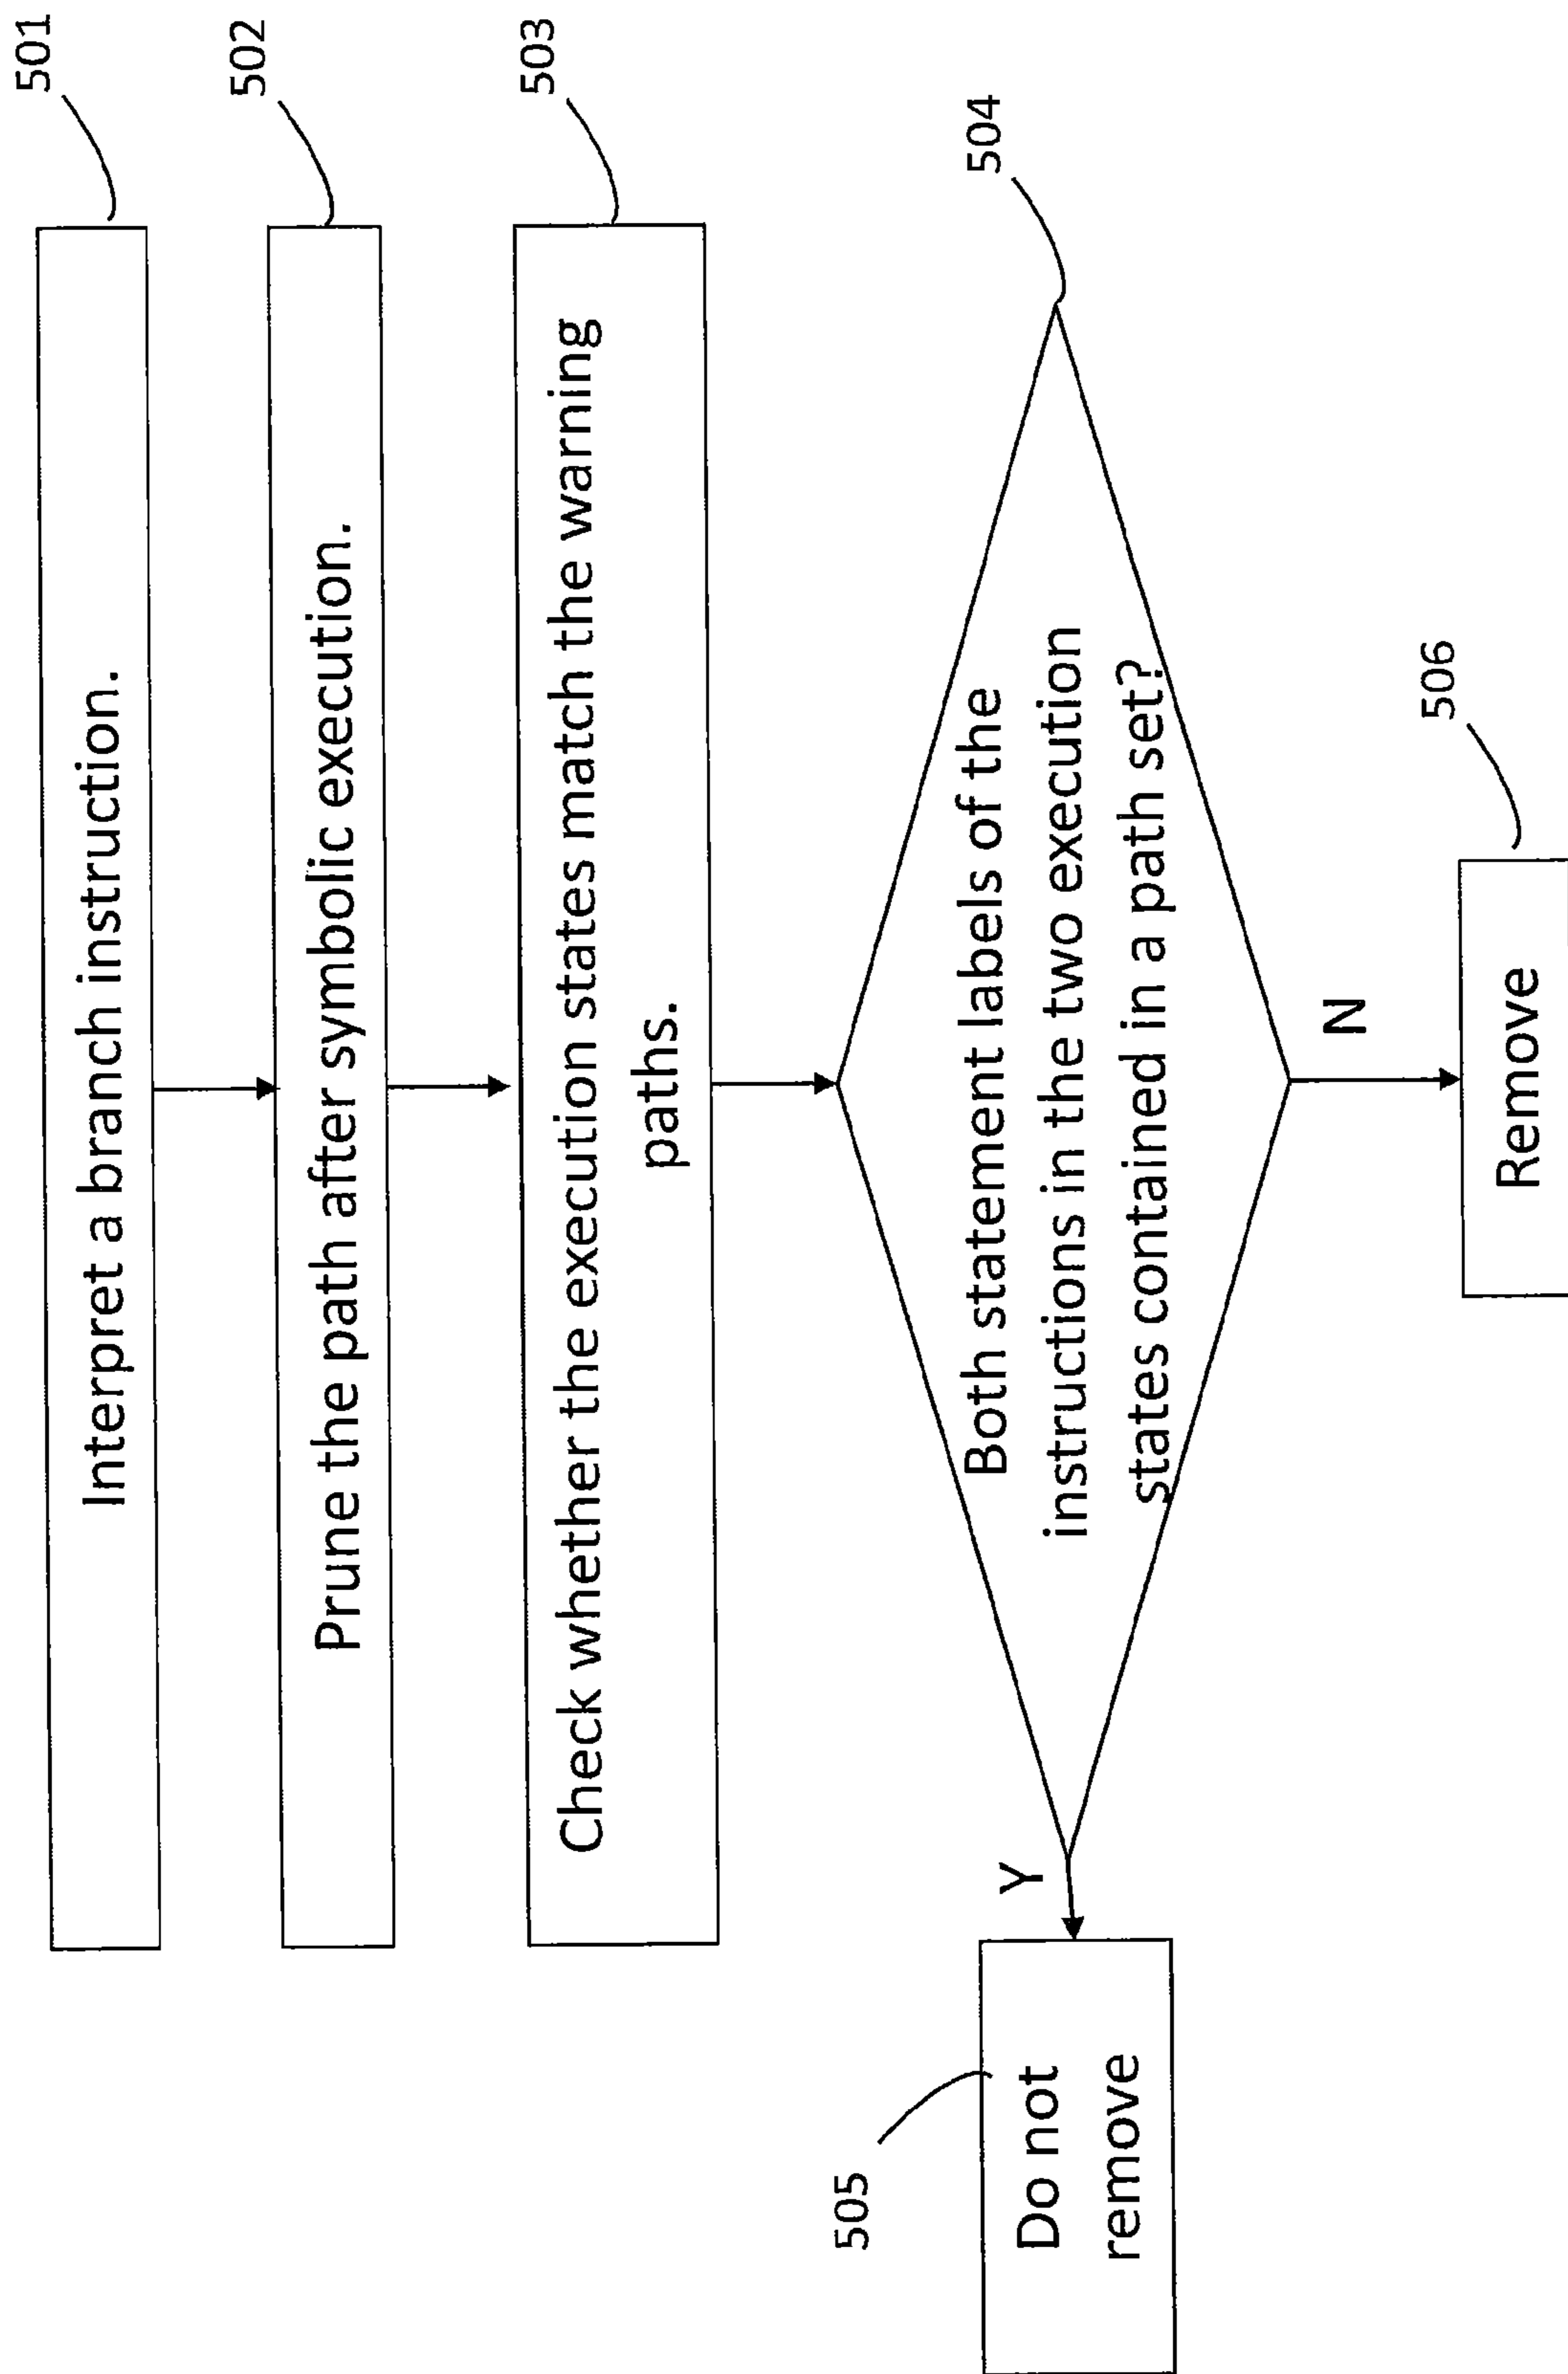 501
Interpret a branch instruction.
502
Prune the path after symbolic execution.
503
Check whether the execution states match the warning
paths.
504
Both statement labels of the
instructions in the two execution
states contained in a path set?
Y
505
Do not
remove
N
506
Remove